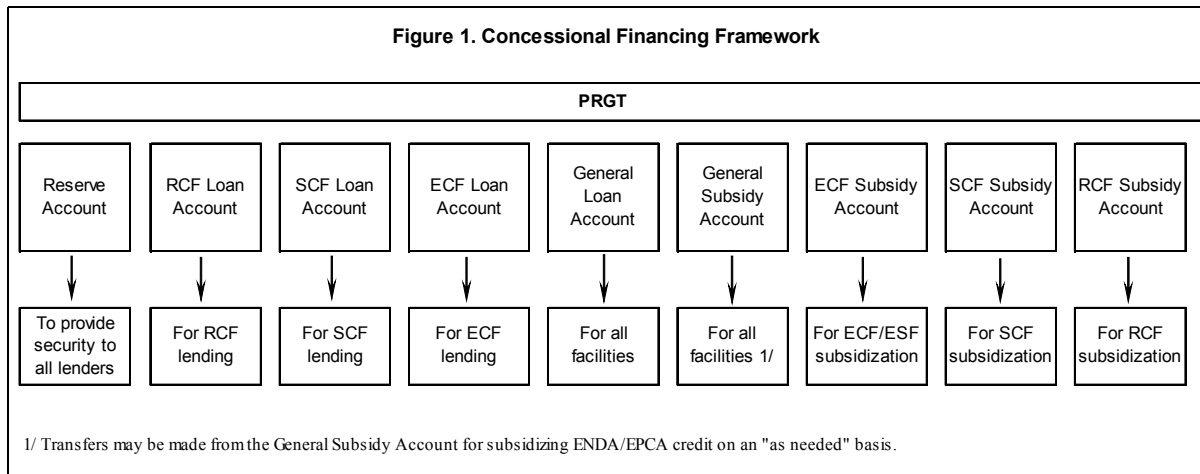 Figure 1. Concessional Financing Framework
PRGT
Reserve
Account
RCF Loan
Account
SCF Loan
Account
ECF Loan
Account
General
Loan
Account
General
Subsidy
Account
ECF Subsidy
Account
SCF Subsidy
Account
RCF Subsidy
Account
To provide
security to
all lenders
For RCF
lending
For SCF
lending
For ECF
lending
For all
facilities
For all
facilities 1/
For ECF/ESF
subsidization
For SCF
subsidization
For RCF
subsidization
1/ Transfers may be made from the General Subsidy Account for subsidizing ENDA/EPCA credit on an "as needed" basis.